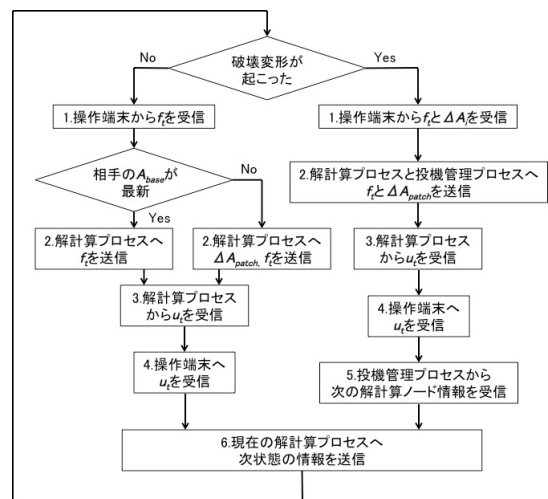 破壊変形が
起こった
No
Yes
1.操作端末からftを受信
1.操作端末からftとΔAiを受信
相手のAbaseが
最新
No
Yes
2.解計算プロセスと投機管理プロセスへ
ftとΔApatchを送信
2.解計算プロセスへ
ftを送信
2.解計算プロセスへ
ΔApatch, ftを送信
3.解計算プロセス
からutを受信
3.解計算プロセス
からutを受信
4.操作端末へ
utを受信
4.操作端末へ
utを受信
5.投機管理プロセスから
次の解計算ノード情報を受信
6.現在の解計算プロセスへ
次状態の情報を送信